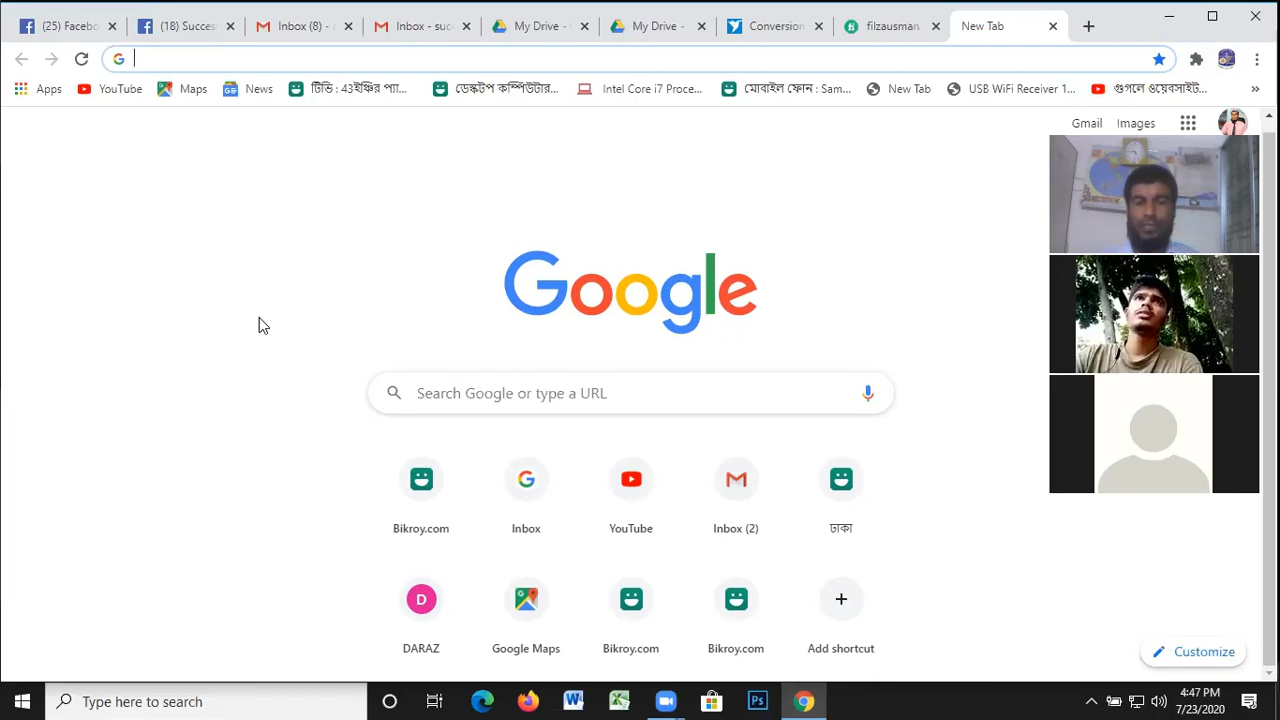 (25) Facebo
(18) Succes
Inbox (8) -
Inbox - suc
My Drive -
My Drive -
Conversion
filzausman
New Tab
Apps
YouTube
Maps
News
টিভি : 43ইঞ্চির প্যা...
ডেস্কটপ কম্পিউটার...
Intel Core i7 Proce...
মোবাইল ফোন : Sam...
New Tab
USB WiFi Receiver 1...
গুগলে ওয়েবসাইট...
»
Gmail
Images
Google
Search Google or type a URL
Bikroy.com
Inbox
YouTube
Inbox (2)
ঢাকা
D
DARAZ
Google Maps
Bikroy.com
Bikroy.com
Add shortcut
Customize
Type here to search
4:47 PM
7/23/2020